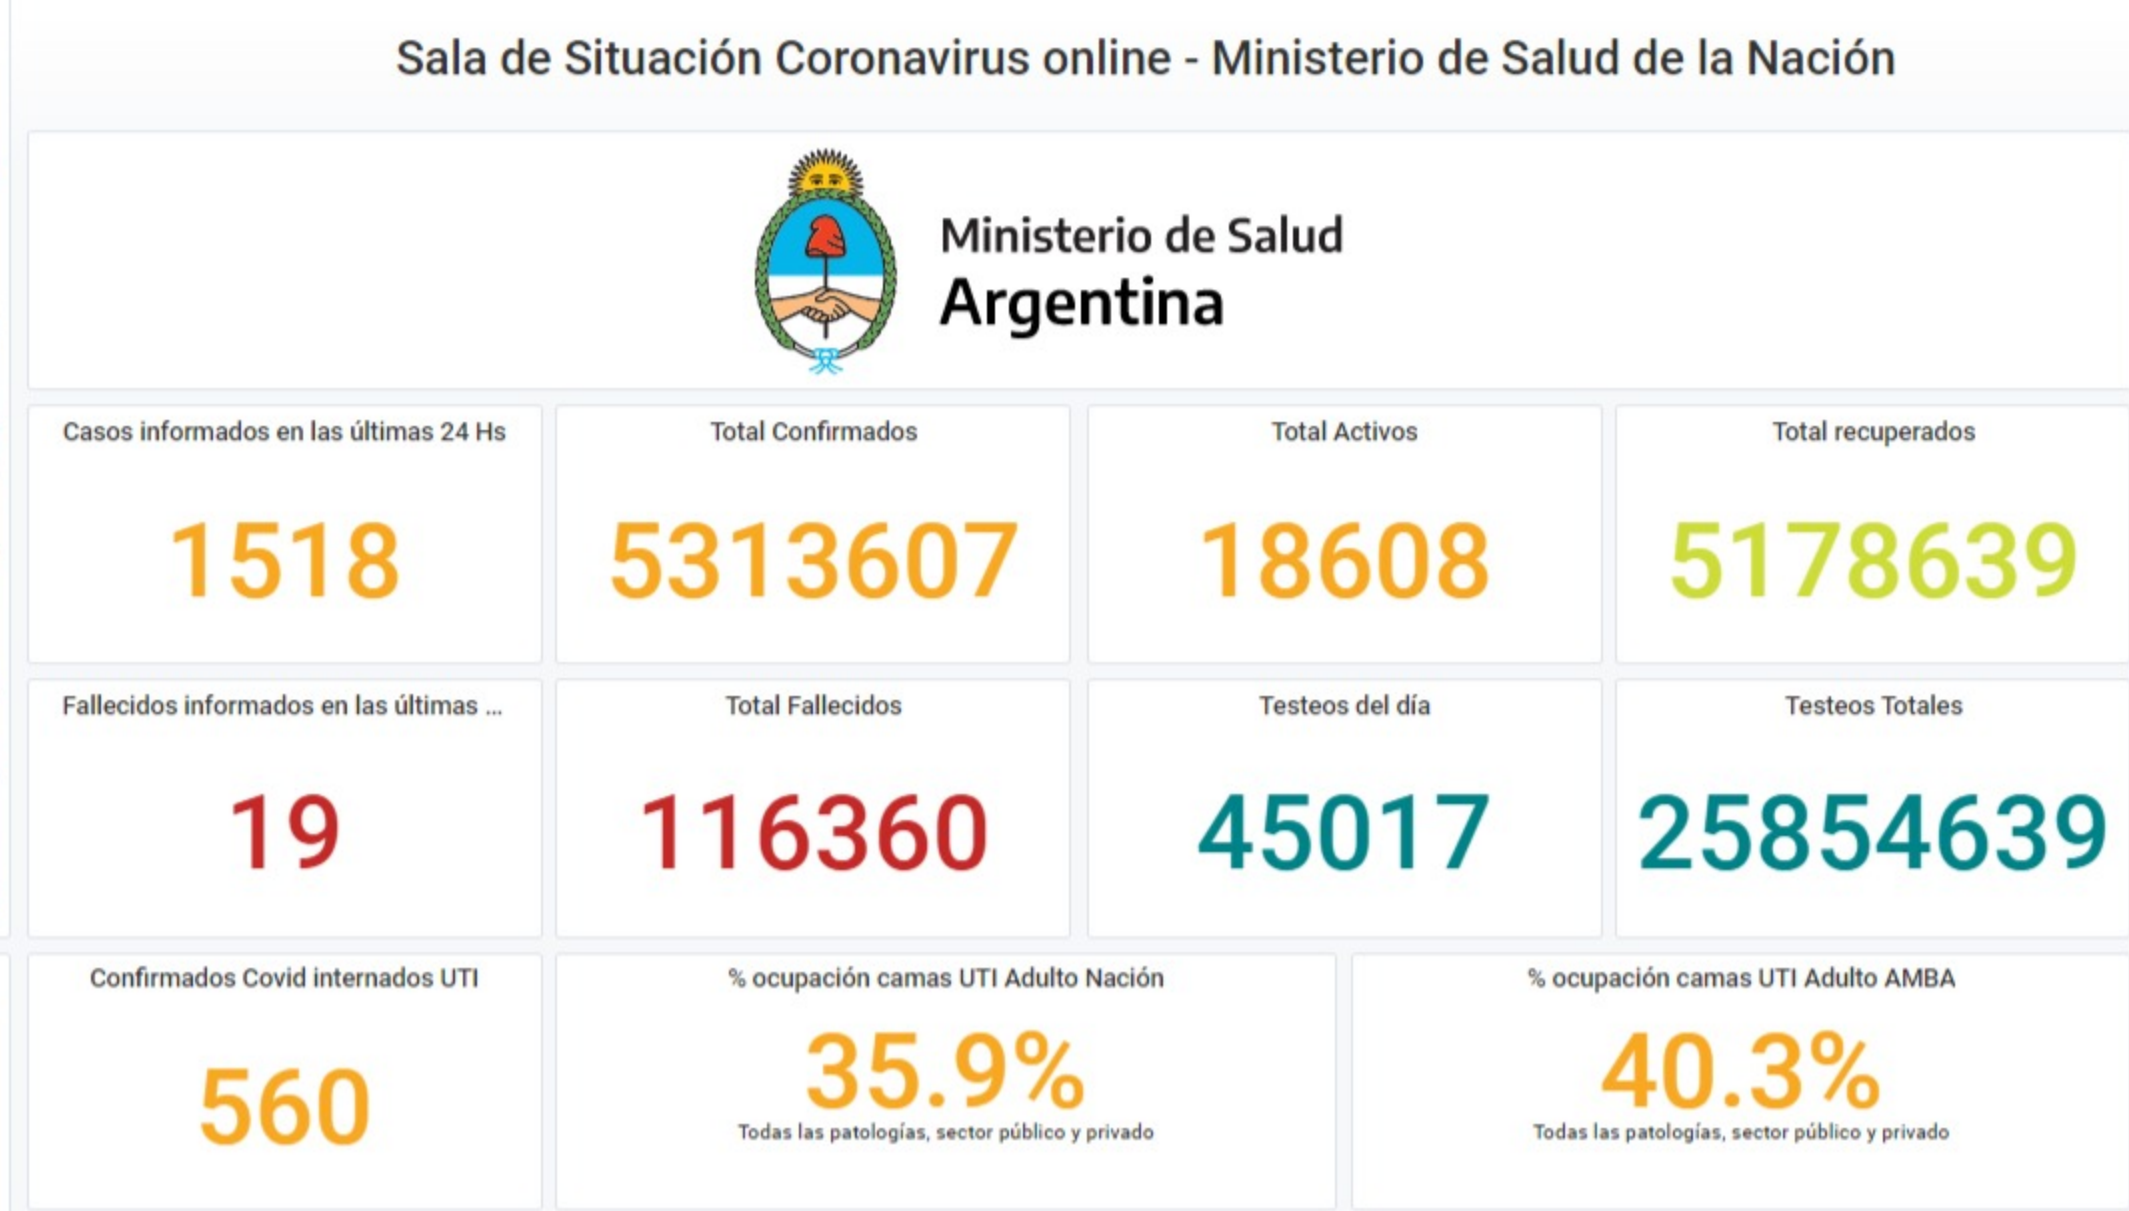 Sala de Situación Coronavirus online - Ministerio de Salud de la Nación
Ministerio de Salud
Argentina
Casos informados en las últimas 24 Hs
1518
Total Confirmados
5313607
Total Activos
18608
Total recuperados
5178639
Fallecidos informados en las últimas ...
19
Total Fallecidos
116360
Testeos del día
45017
Testeos Totales
25854639
Confirmados Covid internados UTI
560
% ocupación camas UTI Adulto Nación
35.9%
Todas las patologías, sector público y privado
% ocupación camas UTI Adulto AMBA
40.3%
Todas las patologías, sector público y privado